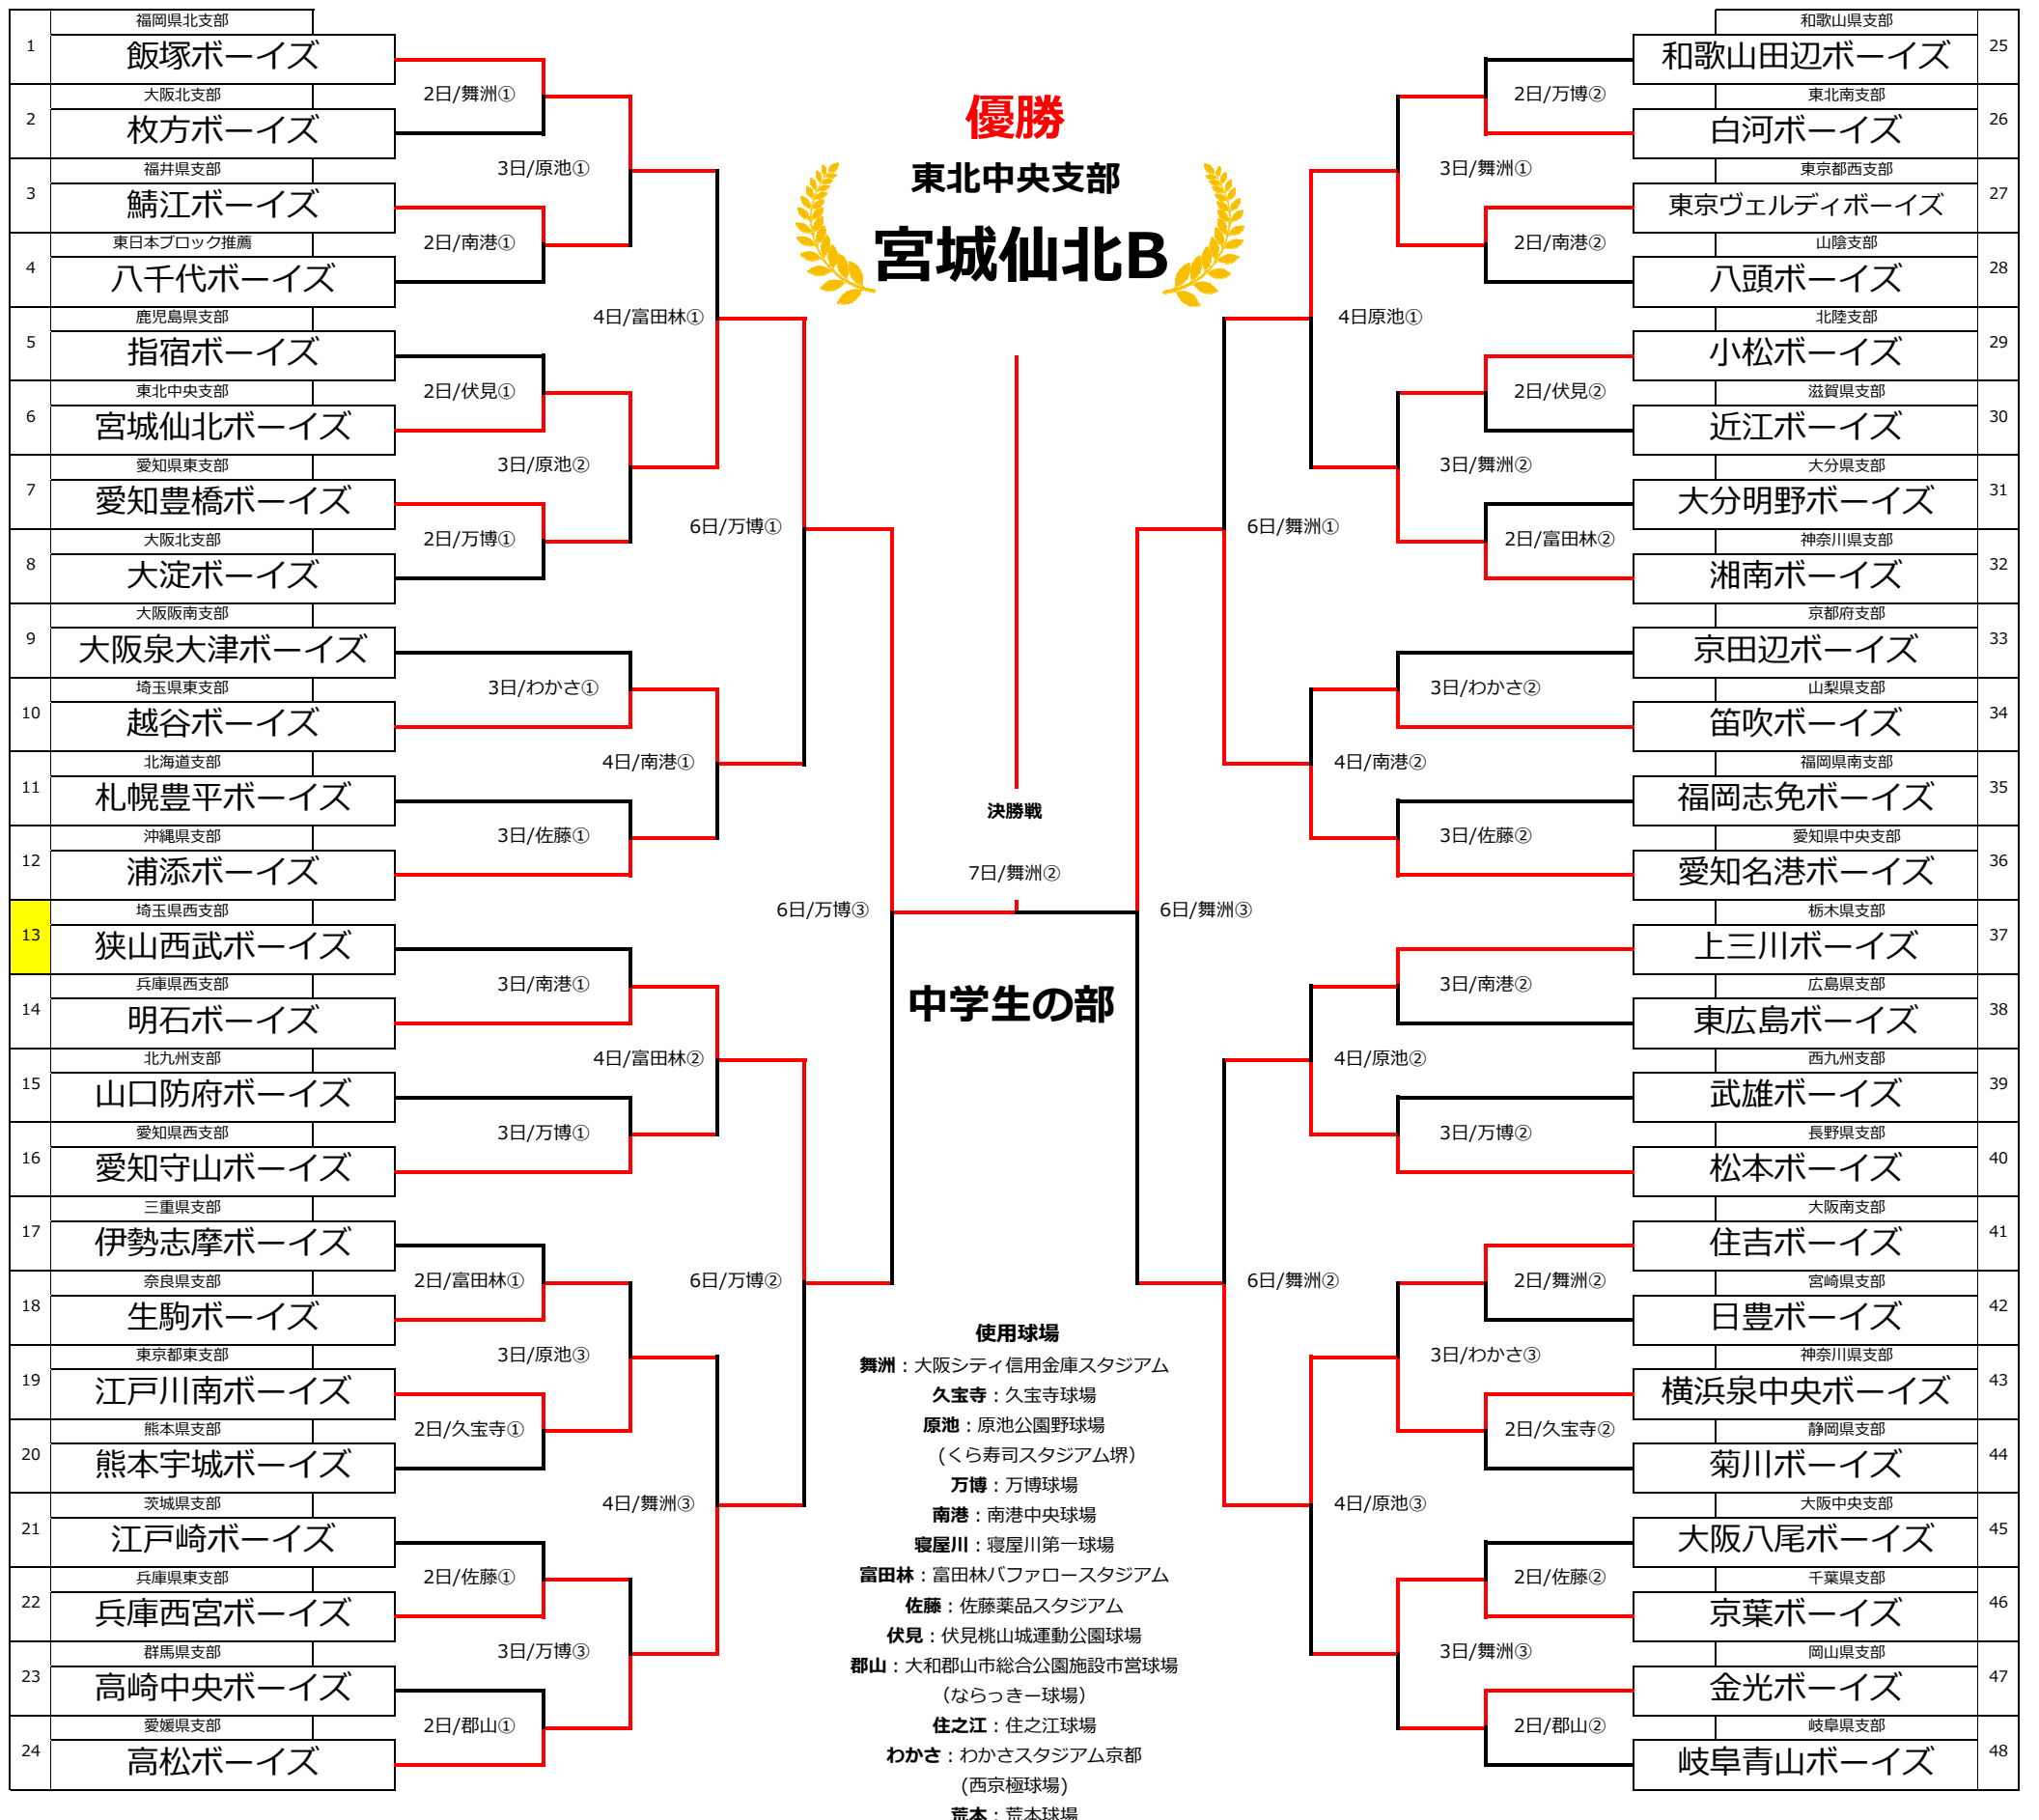 福岡県北支部
1
飯塚ボーイズ
大阪北支部
2
枚方ボーイズ
福井県支部
3
鯖江ボーイズ
東日本ブロック推薦
4
八千代ボーイズ
鹿児島県支部
5
指宿ボーイズ
東北中央支部
6
宮城仙北ボーイズ
愛知県東支部
7
愛知豊橋ボーイズ
大阪北支部
8
大淀ボーイズ
大阪阪南支部
9
大阪泉大津ボーイズ
埼玉県東支部
10
越谷ボーイズ
北海道支部
11
札幌豊平ボーイズ
沖縄県支部
12
浦添ボーイズ
埼玉県西支部
13
狭山西武ボーイズ
兵庫県西支部
14
明石ボーイズ
北九州支部
15
山口防府ボーイズ
愛知県西支部
16
愛知守山ボーイズ
三重県支部
17
伊勢志摩ボーイズ
奈良県支部
18
生駒ボーイズ
東京都東支部
19
江戸川南ボーイズ
熊本県支部
20
熊本宇城ボーイズ
茨城県支部
21
江戸崎ボーイズ
兵庫県東支部
22
兵庫西宮ボーイズ
群馬県支部
23
高崎中央ボーイズ
愛媛県支部
24
高松ボーイズ
2日/舞洲①
2日/南港①
2日/伏見①
2日/万博①
2日/富田林①
2日/久宝寺①
2日/佐藤①
2日/郡山①
3日/原池①
3日/原池②
3日/わかさ①
3日/佐藤①
3日/南港①
3日/万博①
3日/原池③
3日/万博③
4日/富田林①
4日/南港①
4日/富田林②
4日/舞洲③
6日/万博①
6日/万博②
6日/万博③
優勝
東北中央支部
宮城仙北B
決勝戦
7日/舞洲②
中学生の部
使用球場
舞洲：大阪シティ信用金庫スタジアム
久宝寺：久宝寺球場
原池：原池公園野球場
(くら寿司スタジアム堺)
万博：万博球場
南港：南港中央球場
寝屋川：寝屋川第一球場
富田林：富田林バファロースタジアム
佐藤：佐藤薬品スタジアム
伏見：伏見桃山城運動公園球場
郡山：大和郡山市総合公園施設市営球場
（ならっきー球場）
住之江：住之江球場
わかさ：わかさスタジアム京都
(西京極球場)
荒本：荒本球場
6日/舞洲③
6日/舞洲①
6日/舞洲②
4日原池①
4日/南港②
4日/原池②
4日/原池③
3日/舞洲①
3日/舞洲②
3日/わかさ②
3日/佐藤②
3日/南港②
3日/万博②
3日/わかさ③
3日/舞洲③
2日/万博②
2日/南港②
2日/伏見②
2日/富田林②
2日/舞洲②
2日/久宝寺②
2日/佐藤②
2日/郡山②
和歌山県支部
和歌山田辺ボーイズ
25
東北南支部
白河ボーイズ
26
東京都西支部
東京ヴェルディボーイズ
27
山陰支部
八頭ボーイズ
28
北陸支部
小松ボーイズ
29
滋賀県支部
近江ボーイズ
30
大分県支部
大分明野ボーイズ
31
神奈川県支部
湘南ボーイズ
32
京都府支部
京田辺ボーイズ
33
山梨県支部
笛吹ボーイズ
34
福岡県南支部
福岡志免ボーイズ
35
愛知県中央支部
愛知名港ボーイズ
36
栃木県支部
上三川ボーイズ
37
広島県支部
東広島ボーイズ
38
西九州支部
武雄ボーイズ
39
長野県支部
松本ボーイズ
40
大阪南支部
住吉ボーイズ
41
宮崎県支部
日豊ボーイズ
42
神奈川県支部
横浜泉中央ボーイズ
43
静岡県支部
菊川ボーイズ
44
大阪中央支部
大阪八尾ボーイズ
45
千葉県支部
京葉ボーイズ
46
岡山県支部
金光ボーイズ
47
岐阜県支部
岐阜青山ボーイズ
48